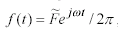 f(t) = F̃e^{jωt} / 2π.